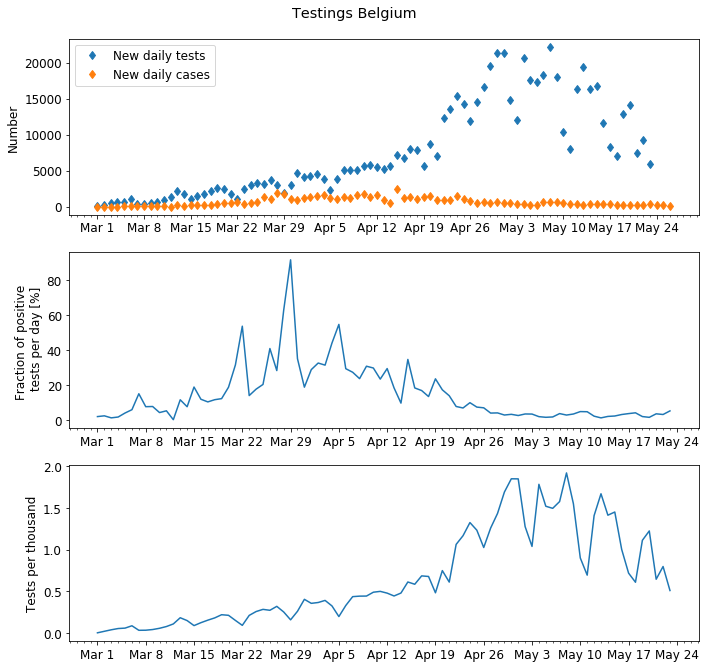 Testings Belgium
New daily tests
New daily cases
Number
20000
15000
10000
5000
0
Mar 1 Mar 8 Mar 15 Mar 22 Mar 29 Apr 5 Apr 12 Apr 19 Apr 26 May 3 May 10 May 17 May 24
Fraction of positive
tests per day [%]
80
60
40
20
0
Mar 1 Mar 8 Mar 15 Mar 22 Mar 29 Apr 5 Apr 12 Apr 19 Apr 26 May 3 May 10 May 17 May 24
Tests per thousand
2.0
1.5
1.0
0.5
0.0
Mar 1 Mar 8 Mar 15 Mar 22 Mar 29 Apr 5 Apr 12 Apr 19 Apr 26 May 3 May 10 May 17 May 24